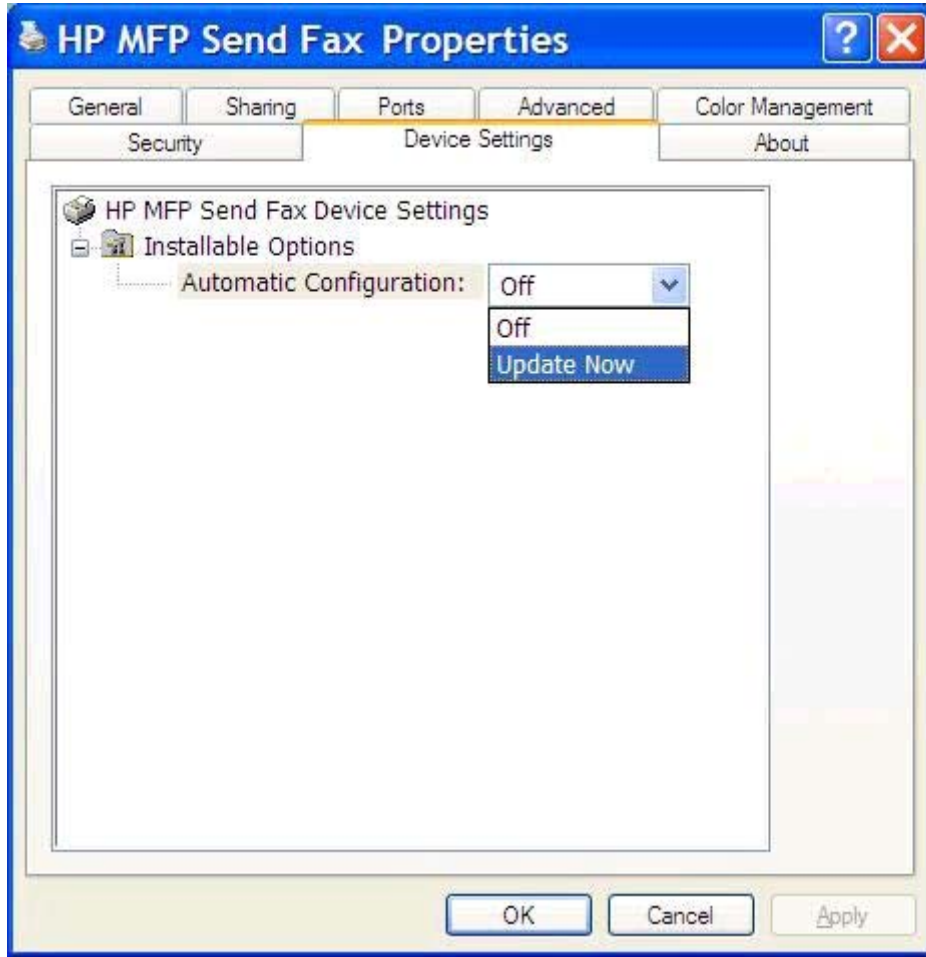 HP MFP Send Fax Properties
General Sharing Ports Advanced Color Management
Security Device Settings About
HP MFP Send Fax Device Settings
Installable Options
Automatic Configuration: Off
Off
Update Now
OK Cancel Apply